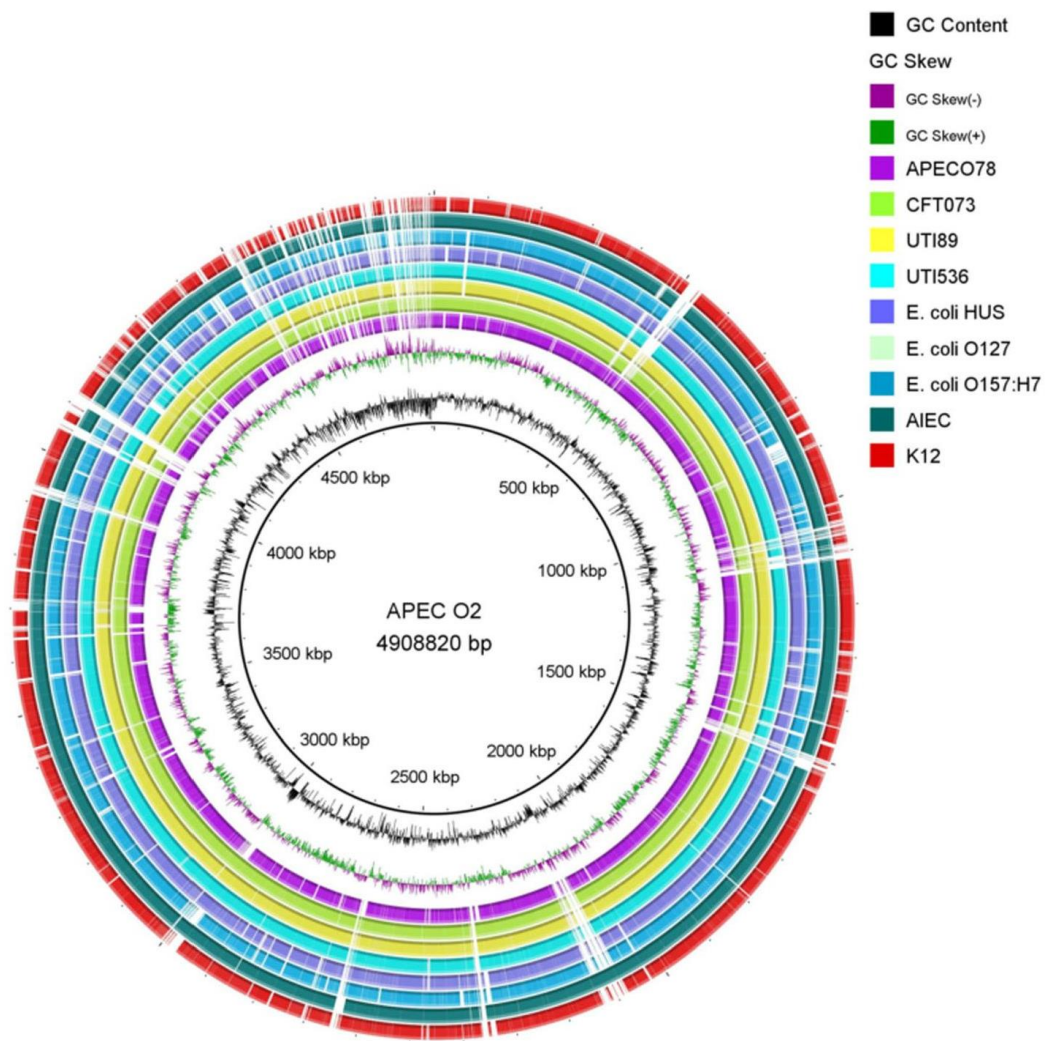 GC Content
GC Skew
GC Skew(-)
GC Skew(+)
APECO78
CFT073
UTI89
UTI536
E. coli HUS
E. coli O127
E. coli O157:H7
AIEC
K12
4500 kbp
500 kbp
4000 kbp
1000 kbp
APEC O2
4908820 bp
3500 kbp
1500 kbp
3000 kbp
2000 kbp
2500 kbp